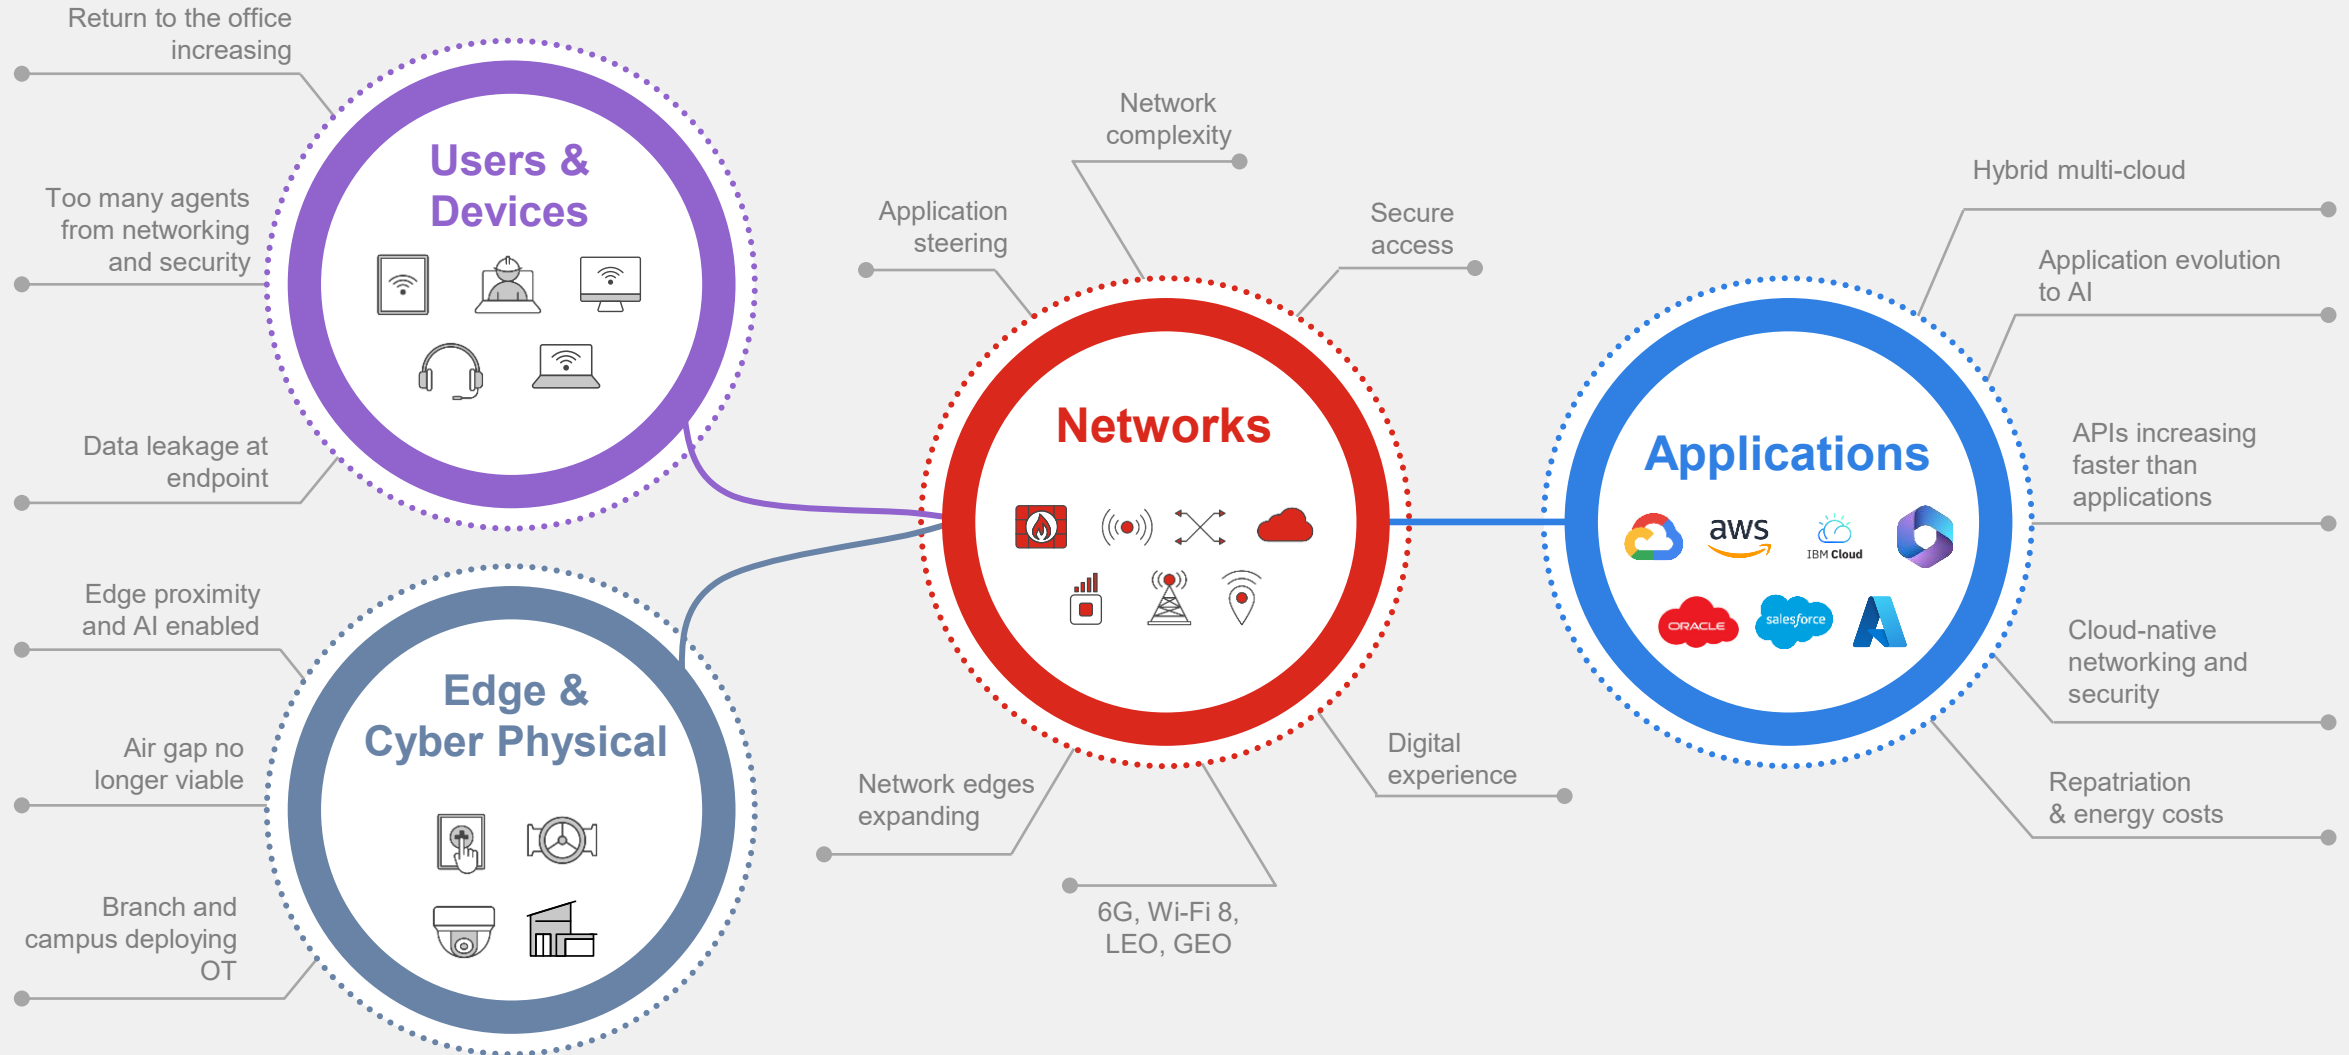 Return to the office
increasing
Too many agents
from networking
and security
Data leakage at
endpoint
Users &
Devices
Edge proximity
and AI enabled
Air gap no
longer viable
Branch and
campus deploying
OT
Edge &
Cyber Physical
Network
complexity
Application
steering
Secure
access
Networks
Network edges
expanding
6G, Wi-Fi 8,
LEO, GEO
Digital
experience
Applications
aws
IBM Cloud
ORACLE
salesforce
Hybrid multi-cloud
Application evolution
to AI
APIs increasing
faster than
applications
Cloud-native
networking and
security
Repatriation
& energy costs